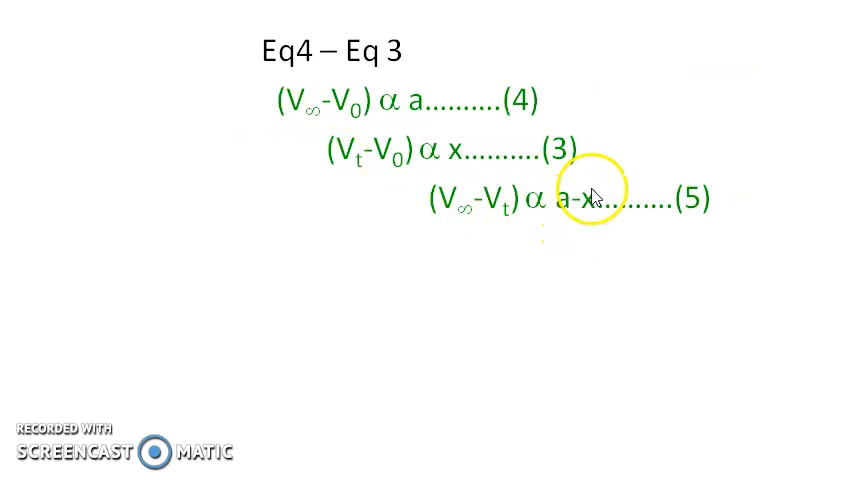 Eq4 – Eq 3
(V∞-V0) α a..........(4)
(Vt-V0) α x..........(3)
(V∞-Vt) α a-x..........(5)
RECORDED WITH
SCREENCAST MATIC